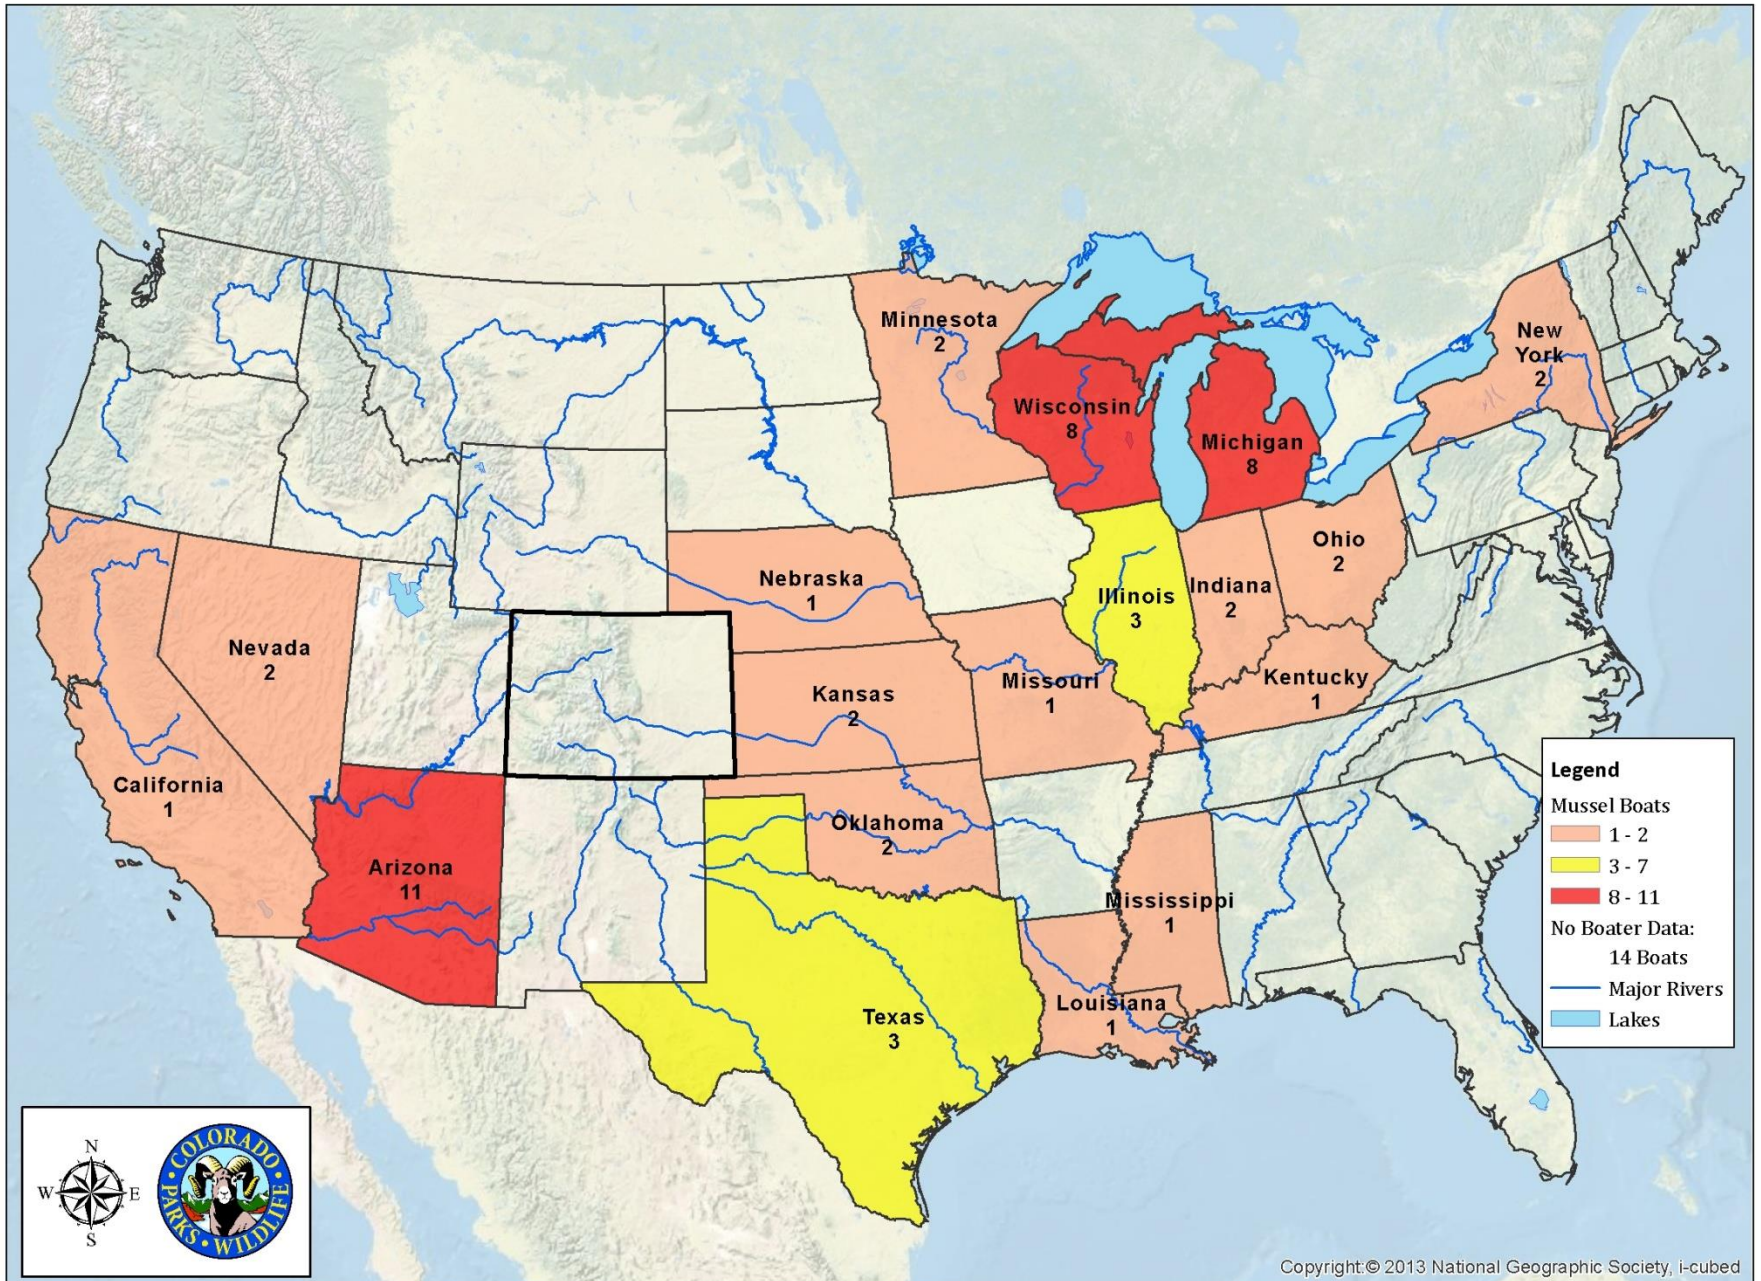 Minnesota
2
New
York
2
Wisconsin
8
Michigan
8
Ohio
2
Nebraska
1
Illinois
3
Indiana
2
Nevada
2
Kansas
2
Missouri
1
Kentucky
1
California
1
Oklahoma
2
Arizona
11
Mississippi
1
Louisiana
1
Texas
3
Legend
Mussel Boats
1 - 2
3 - 7
8 - 11
No Boater Data:
14 Boats
Major Rivers
Lakes
N
W E
S
COLORADO
PARKS • WILDLIFE
Copyright:© 2013 National Geographic Society, i-cubed